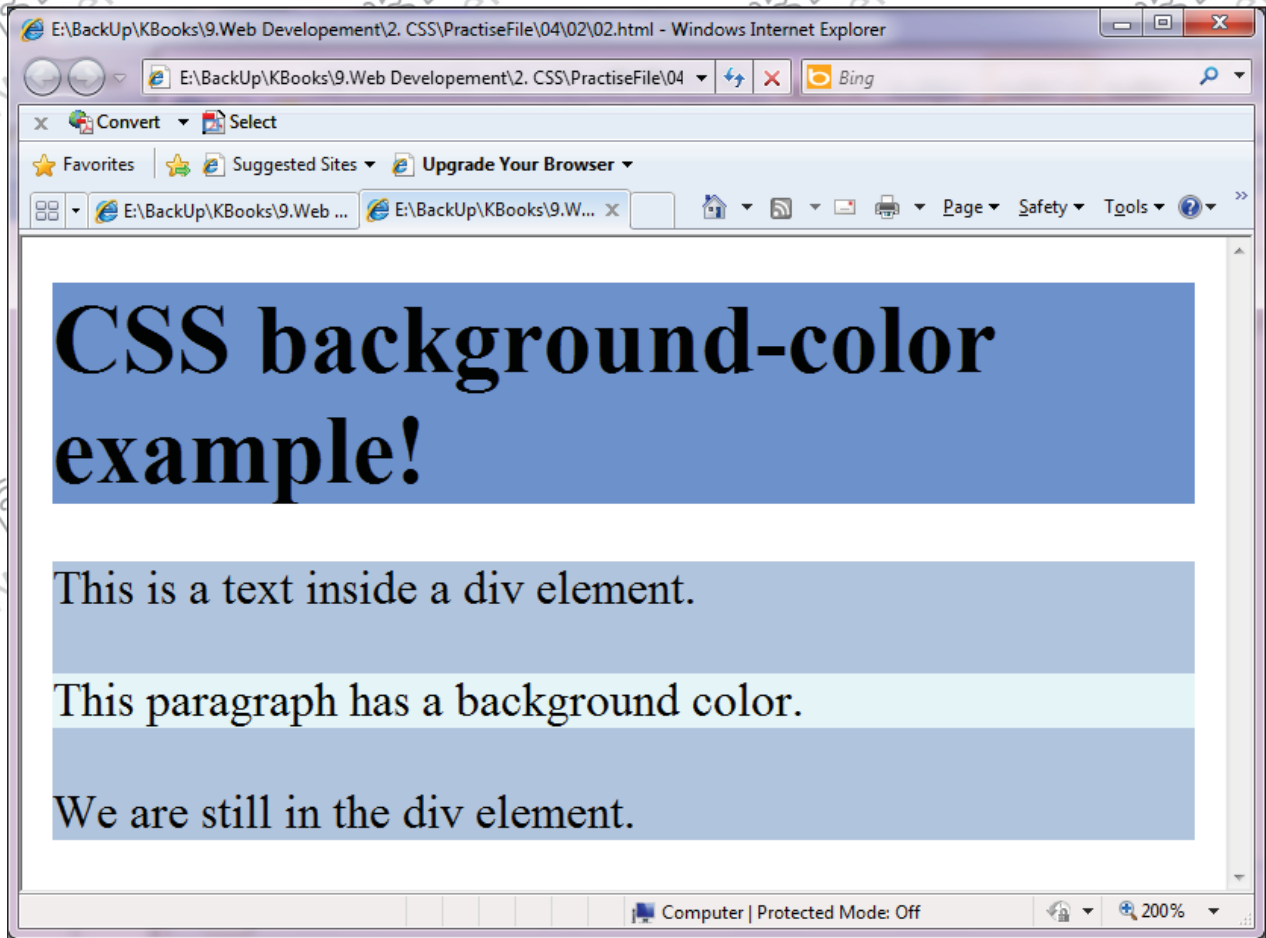 E:\BackUp\KBooks\9.Web Developement\2. CSS\PractiseFile\04\02\02.html - Windows Internet Explorer
E:\BackUp\KBooks\9.Web Developement\2. CSS\PractiseFile\04
Bing
Convert
Select
Favorites
Suggested Sites
Upgrade Your Browser
E:\BackUp\KBooks\9.Web ...
E:\BackUp\KBooks\9.W...
Page
Safety
Tools
CSS background-color
example!
This is a text inside a div element.
This paragraph has a background color.
We are still in the div element.
Computer | Protected Mode: Off
200%